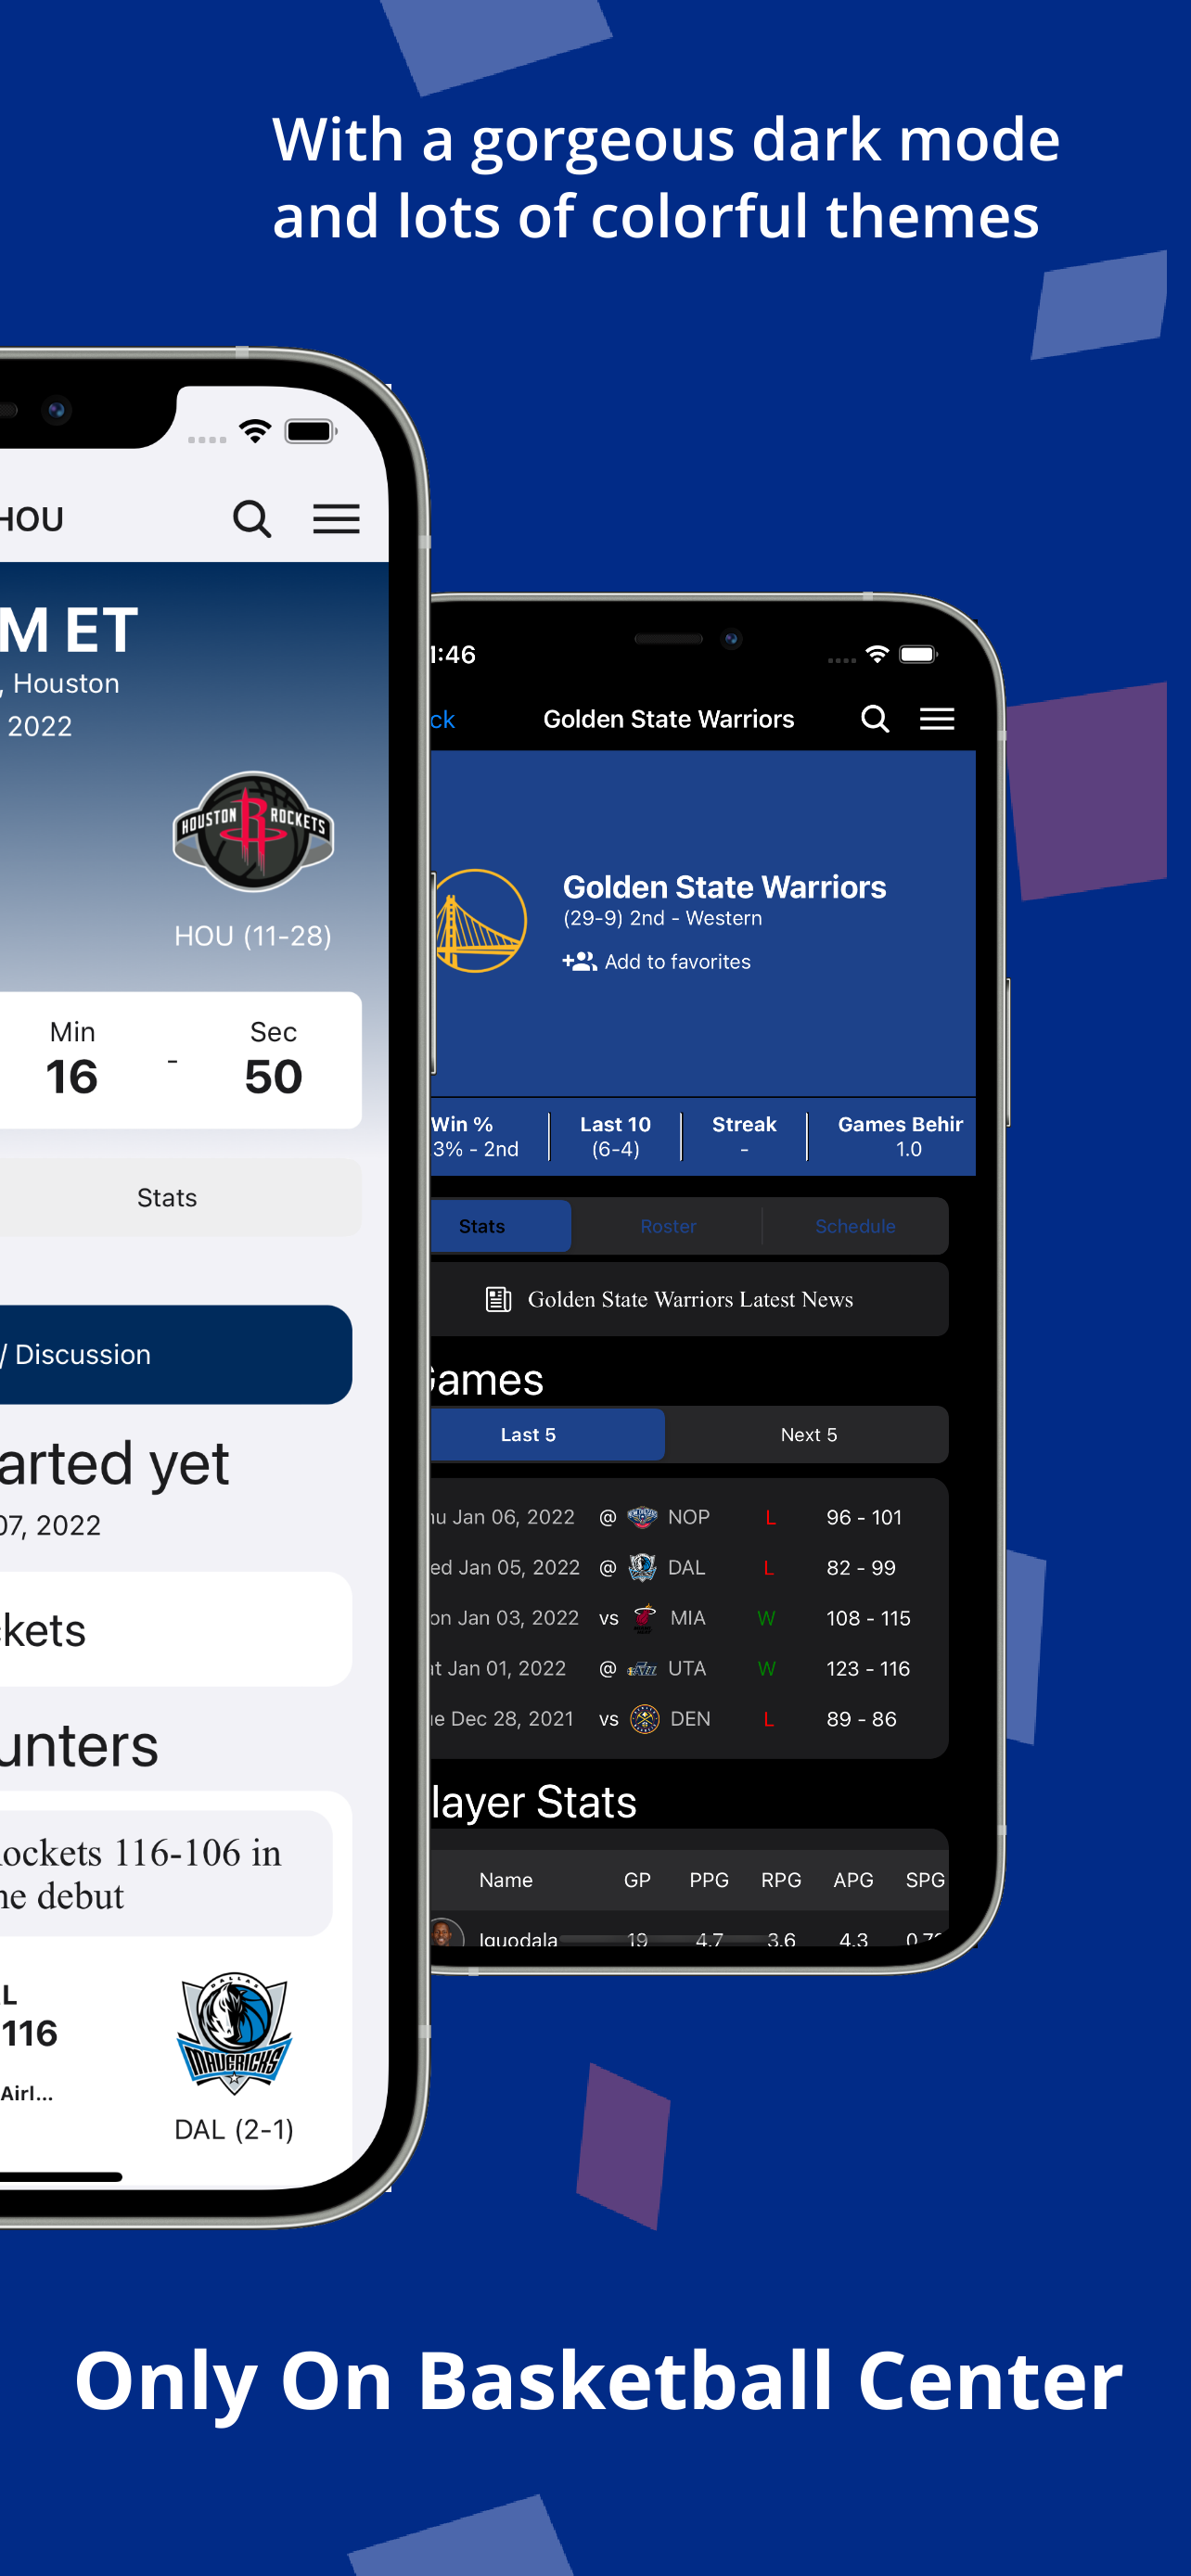 With a gorgeous dark mode
and lots of colorful themes
HOU
M ET
, Houston
2022
HOUSTON ROCKETS
HOU (11-28)
Min
16
-
Sec
50
Stats
/ Discussion
arted yet
07, 2022
kets
unters
ockets 116-106 in
ne debut
L
116
Airl...
DALLAS
MAVERICKS
DAL (2-1)
1:46
ck
Golden State Warriors
Golden State Warriors
(29-9) 2nd - Western
Add to favorites
Win %
3% - 2nd
Last 10
(6-4)
Streak
-
Games Behir
1.0
Stats
Roster
Schedule
Golden State Warriors Latest News
Games
Last 5
Next 5
u Jan 06, 2022 @ NOP L 96 - 101
ed Jan 05, 2022 @ DAL L 82 - 99
on Jan 03, 2022 vs MIA W 108 - 115
t Jan 01, 2022 @ UTA W 123 - 116
e Dec 28, 2021 vs DEN L 89 - 86
layer Stats
Name GP PPG RPG APG SPG
Iguodala 19 4.7 3.6 4.3
Only On Basketball Center